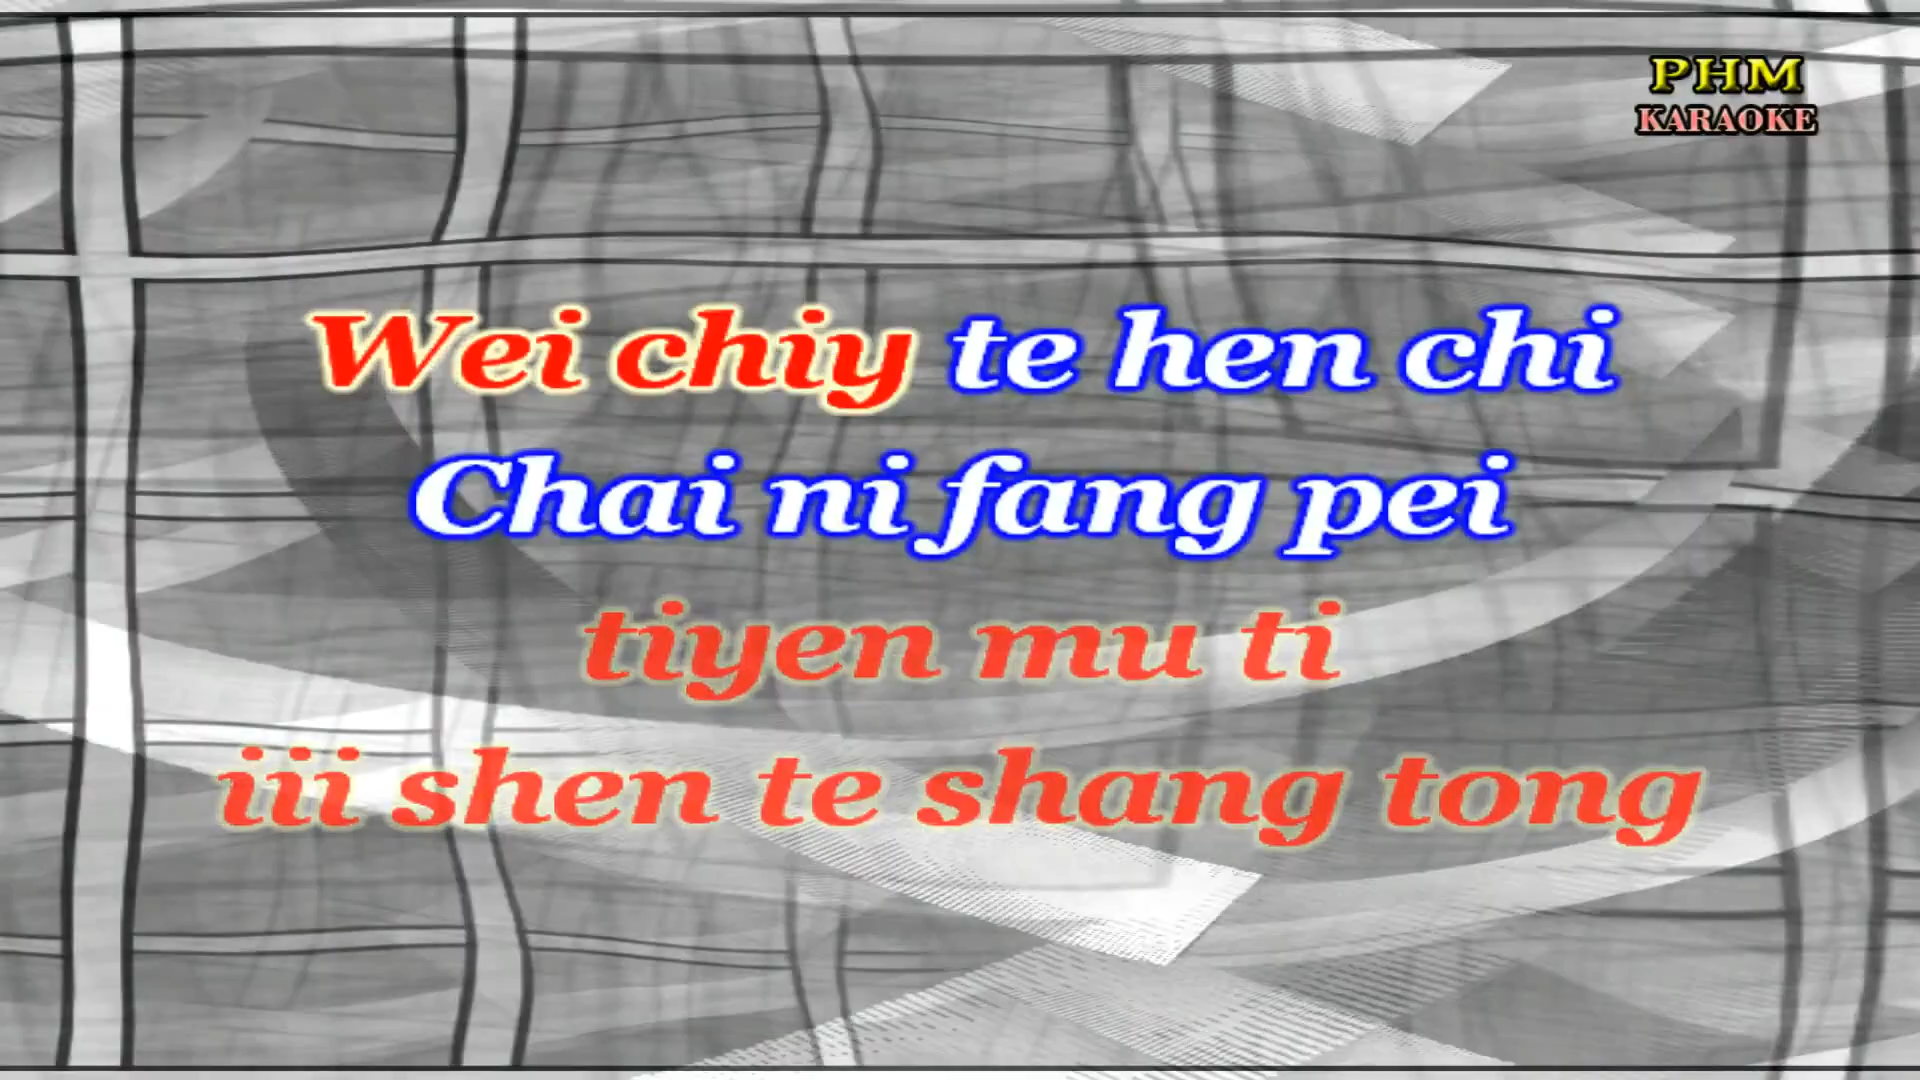 PHM
KARAOKE
Wei chiy te hen chi
Chai ni fang pei
tiyen mu ti
iii shen te shang tong